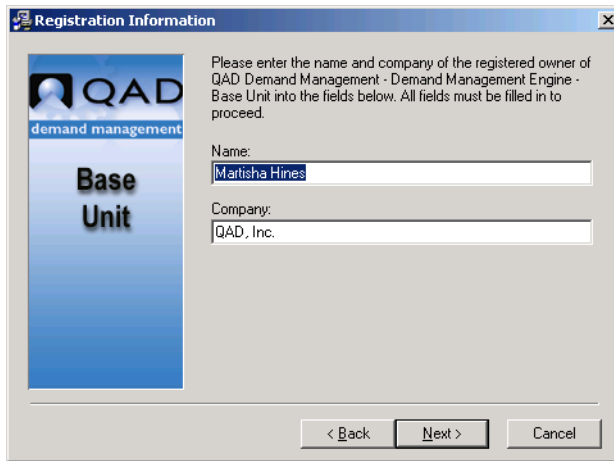 Registration Information
QAD
demand management
Base
Unit
Please enter the name and company of the registered owner of
QAD Demand Management - Demand Management Engine -
Base Unit into the fields below. All fields must be filled in to
proceed.
Name:
Martisha Hines
Company:
QAD, Inc.
< Back
Next >
Cancel